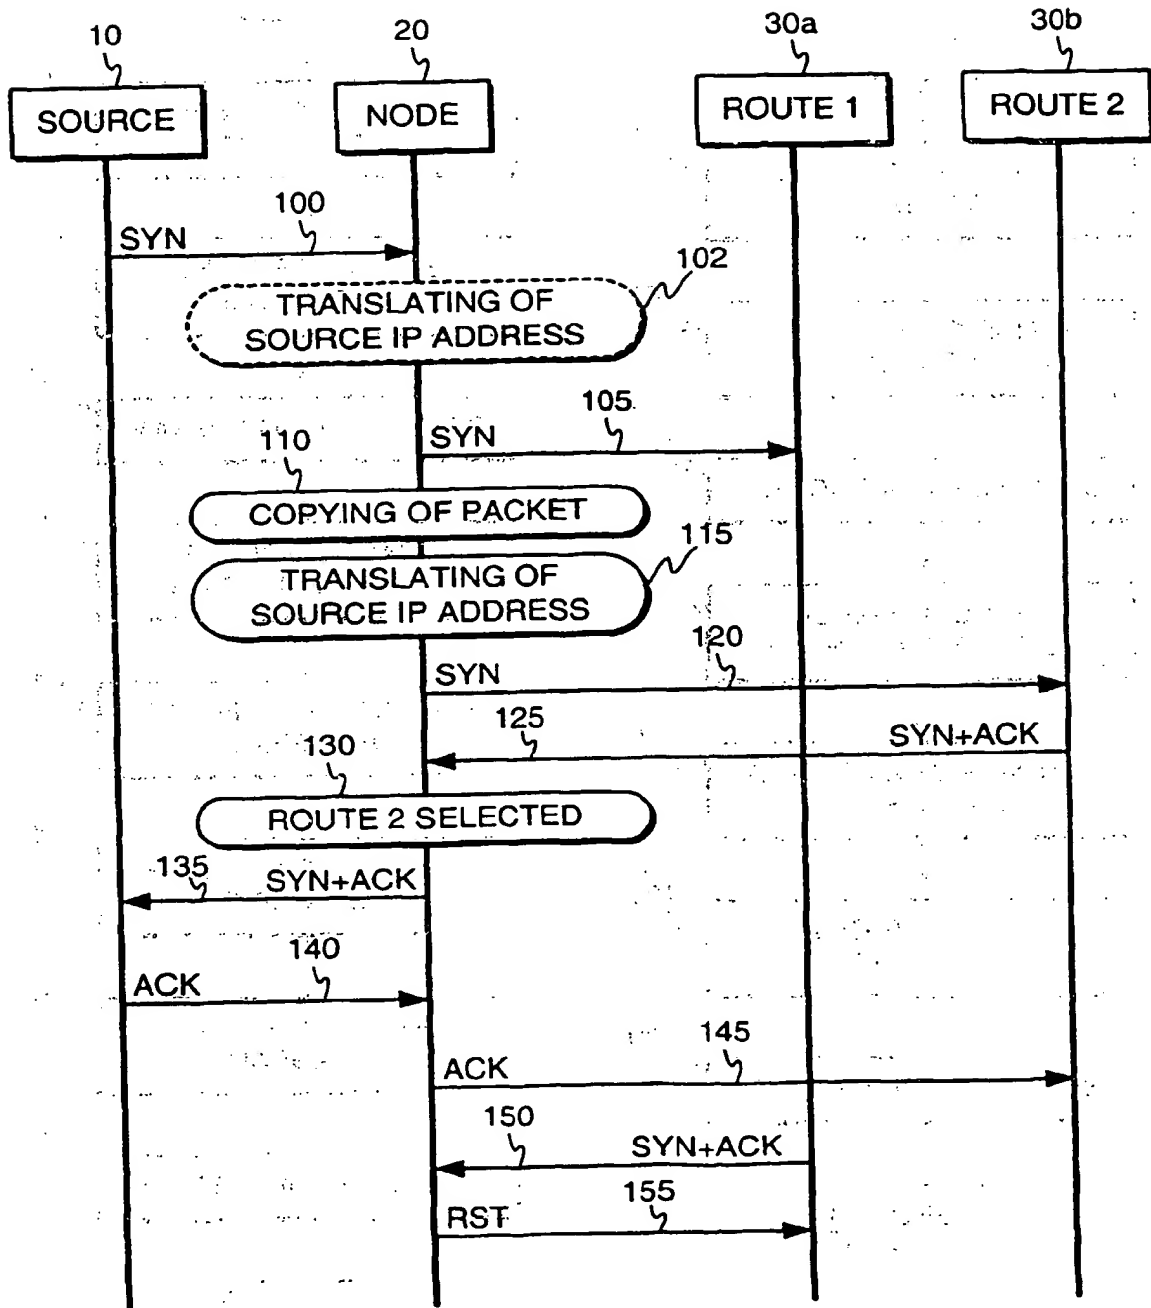 10
20
30a
30b
SOURCE
NODE
ROUTE 1
ROUTE 2
100
SYN
102
TRANSLATING OF
SOURCE IP ADDRESS
105
SYN
110
COPYING OF PACKET
115
TRANSLATING OF
SOURCE IP ADDRESS
120
SYN
125
SYN+ACK
130
ROUTE 2 SELECTED
135
SYN+ACK
140
ACK
145
ACK
150
SYN+ACK
155
RST